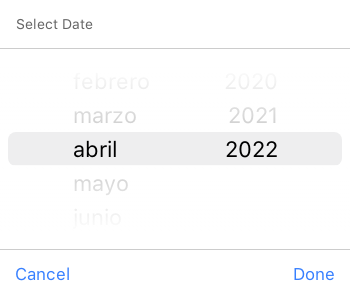 Select Date
febrero 2020
marzo 2021
abril 2022
mayo
junio
Cancel Done